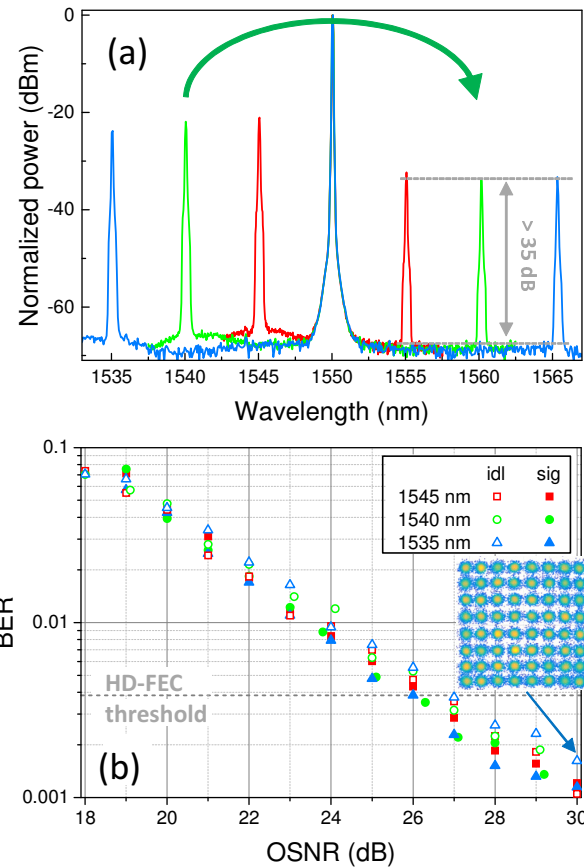 (a)
Normalized power (dBm)
0
-20
-40
-60
> 35 dB
1535 1540 1545 1550 1555 1560 1565
Wavelength (nm)
BER
0.1
0.01
0.001
idl sig
1545 nm
1540 nm
1535 nm
HD-FEC
threshold
(b)
18 20 22 24 26 28 30
OSNR (dB)